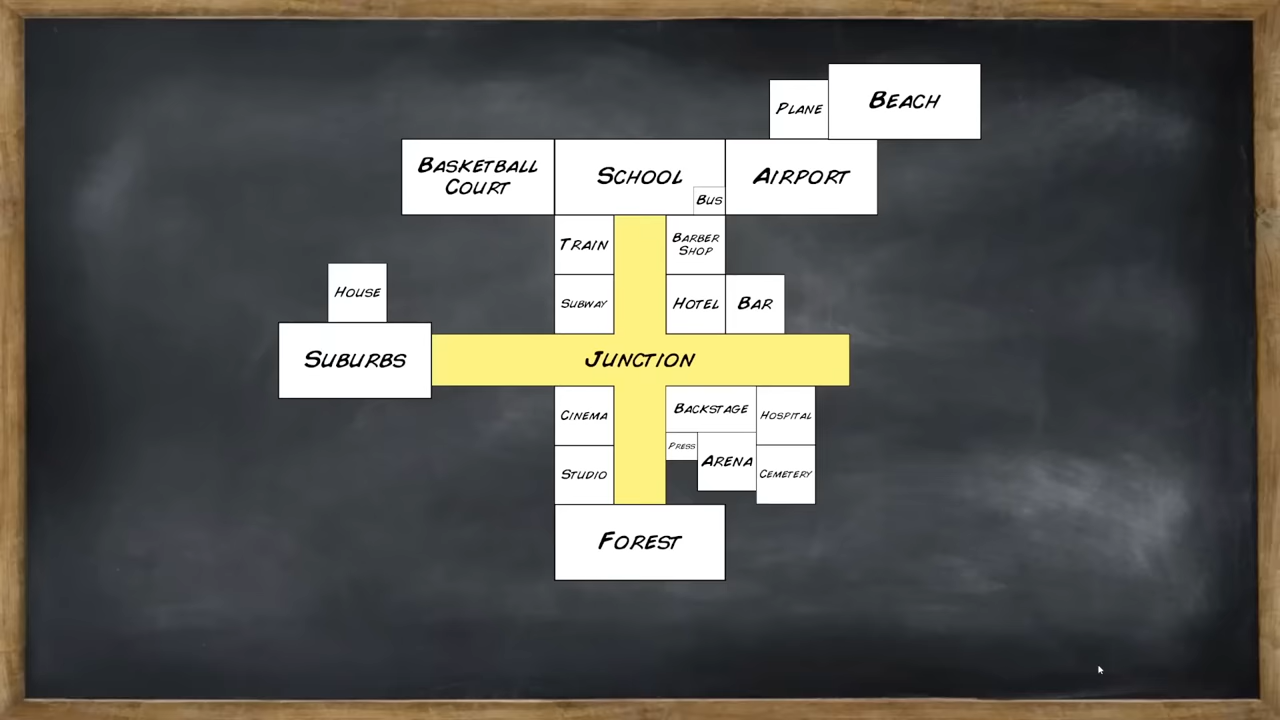 Plane
Beach
Basketball
Court
School
Airport
Bus
Train
Barber
Shop
House
Subway
Hotel
Bar
Suburbs
Junction
Cinema
Backstage
Hospital
Press
Arena
Studio
Cemetery
Forest